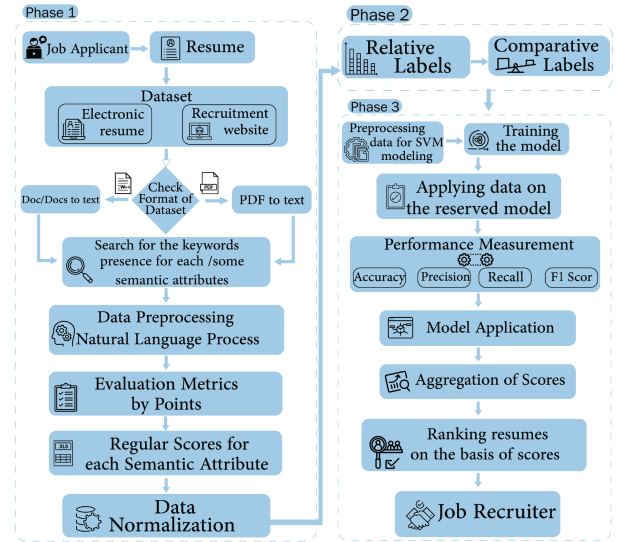 Phase 1
Job Applicant
Resume
Dataset
Electronic
resume
Recruitment
website
Check
Format of
Dataset
W
PDF
Doc/Docs to text
PDF to text
Search for the keywords
presence for each /some
semantic attributes
Data Preprocessing
Natural Language Process
Evaluation Metrics
by Points
XLS
Regular Scores for
each Semantic Attribute
Data
Normalization
Phase 2
Relative
Labels
Comparative
Labels
Phase 3
Preprocessing
data for SVM
modeling
Training
the model
Applying data on
the reserved model
Performance Measurement
Accuracy
Precision
Recall
F1 Scor
Model Application
Aggregation of Scores
Ranking resumes
on the basis of scores
Job Recruiter